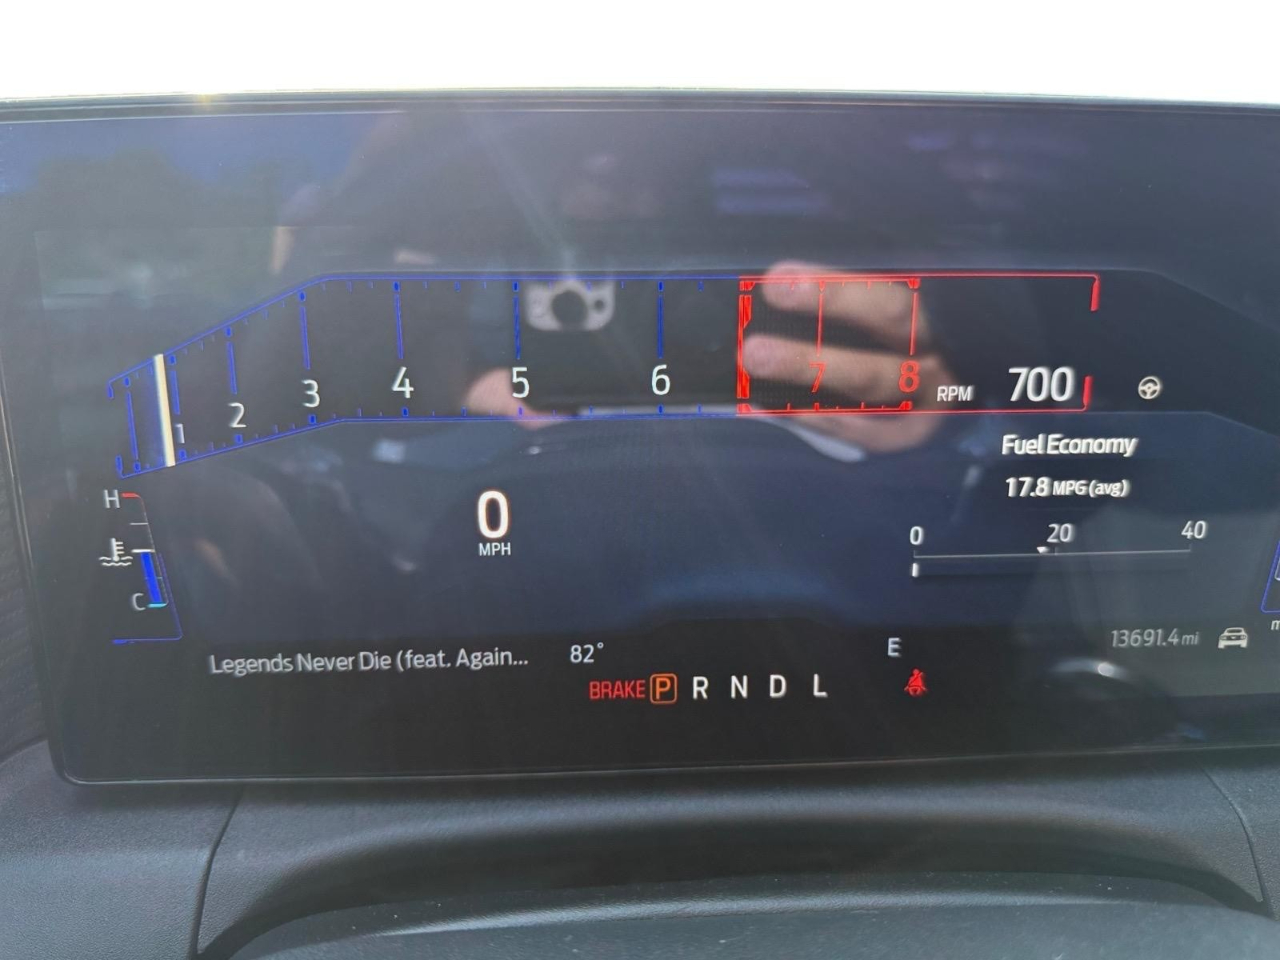 1 2 3 4 5 6 7 8 RPM 700
Fuel Economy
17.8 MPG (avg)
H
0
MPH
0 20 40
C
Legends Never Die (feat. Again...
82°
E
13691.4 mi
BRAKE P R N D L